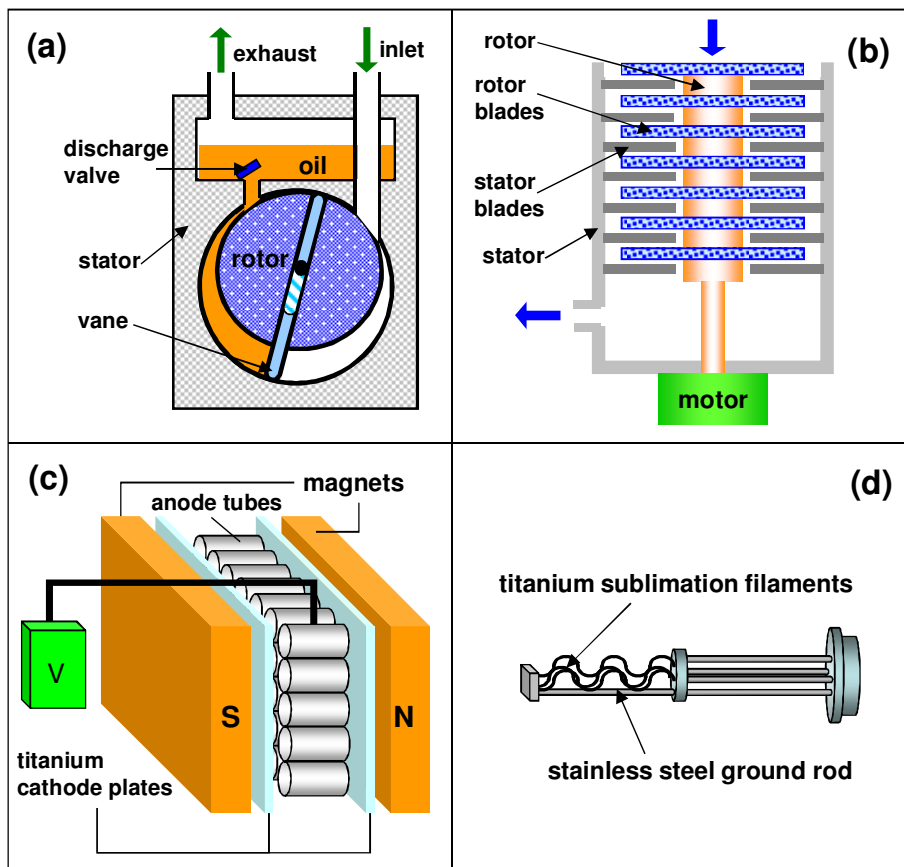 (a)
exhaust
inlet
discharge
valve
oil
stator
rotor
vane
(b)
rotor
rotor
blades
stator
blades
stator
motor
(c)
magnets
anode tubes
V
S
N
titanium
cathode plates
(d)
titanium sublimation filaments
stainless steel ground rod